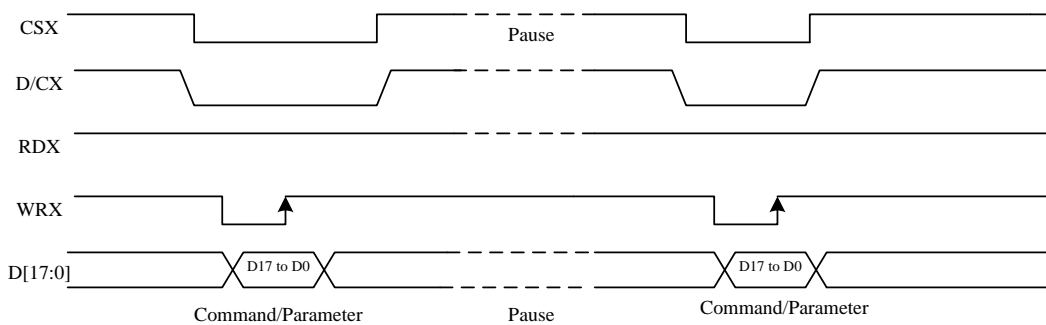 CSX
Pause
D/CX
RDX
WRX
D[17:0]
D17 to D0
D17 to D0
Command/Parameter
Pause
Command/Parameter